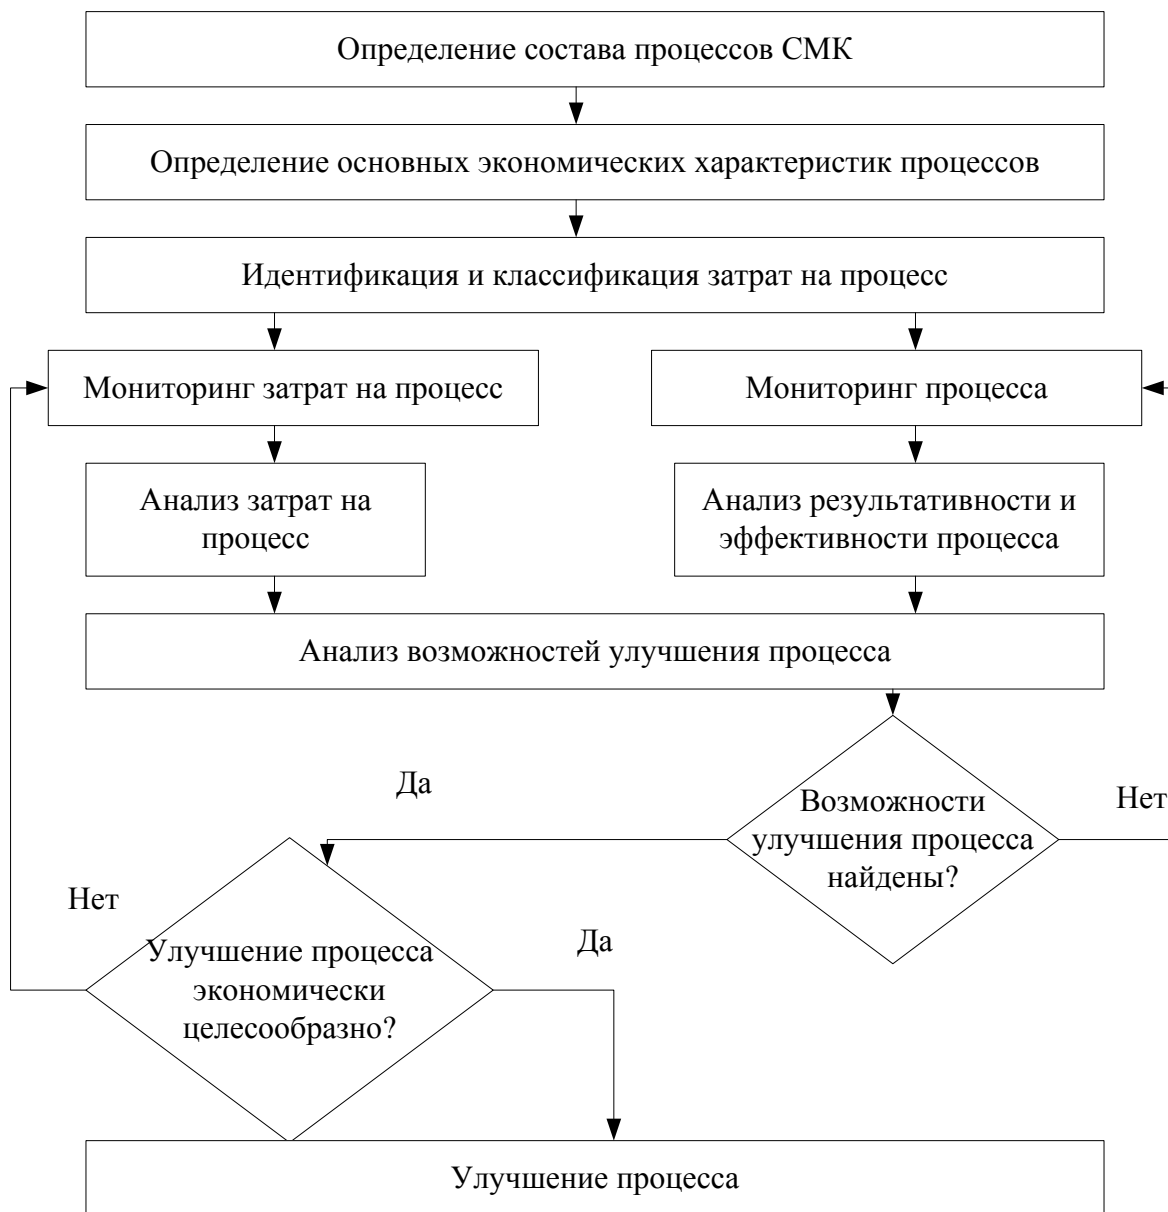 Определение состава процессов СМК
Определение основных экономических характеристик процессов
Идентификация и классификация затрат на процесс
Мониторинг затрат на процесс
Мониторинг процесса
Анализ затрат на
процесс
Анализ результативности и
эффективности процесса
Анализ возможностей улучшения процесса
Да
Возможности
улучшения процесса
найдены?
Нет
Нет
Улучшение процесса
экономически
целесообразно?
Да
Улучшение процесса